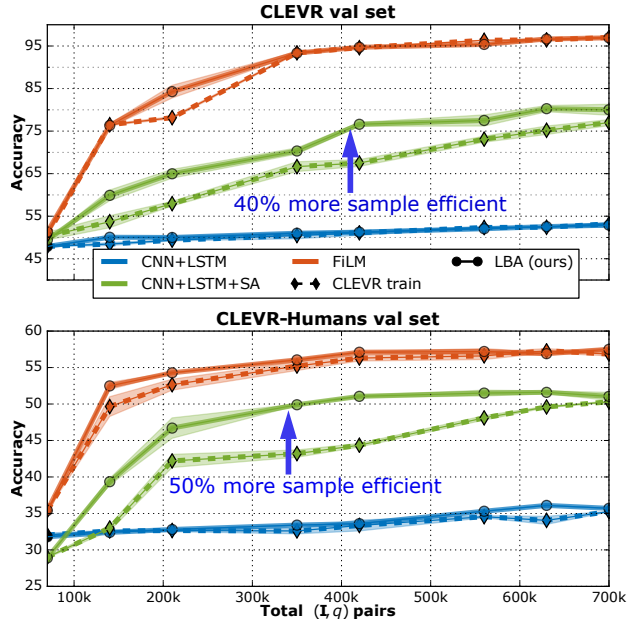 CLEVR val set
95
85
75
65
55
45
Accuracy
40% more sample efficient
CNN+LSTM
FiLM
LBA (ours)
CNN+LSTM+SA
CLEVR train
CLEVR-Humans val set
60
55
50
45
40
35
30
25
Accuracy
50% more sample efficient
100k 200k 300k 400k 500k 600k 700k
Total (I,q) pairs